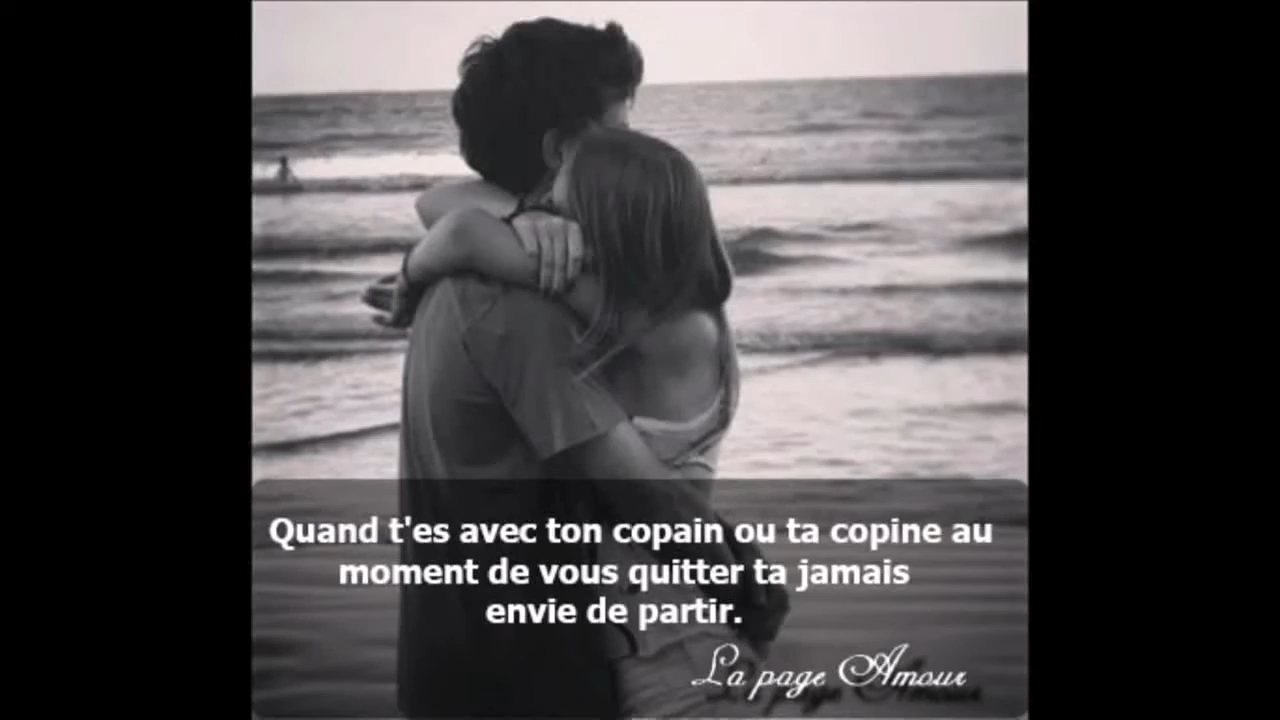 Quand t'es avec ton copain ou ta copine au
moment de vous quitter ta jamais
envie de partir.
La page Amour